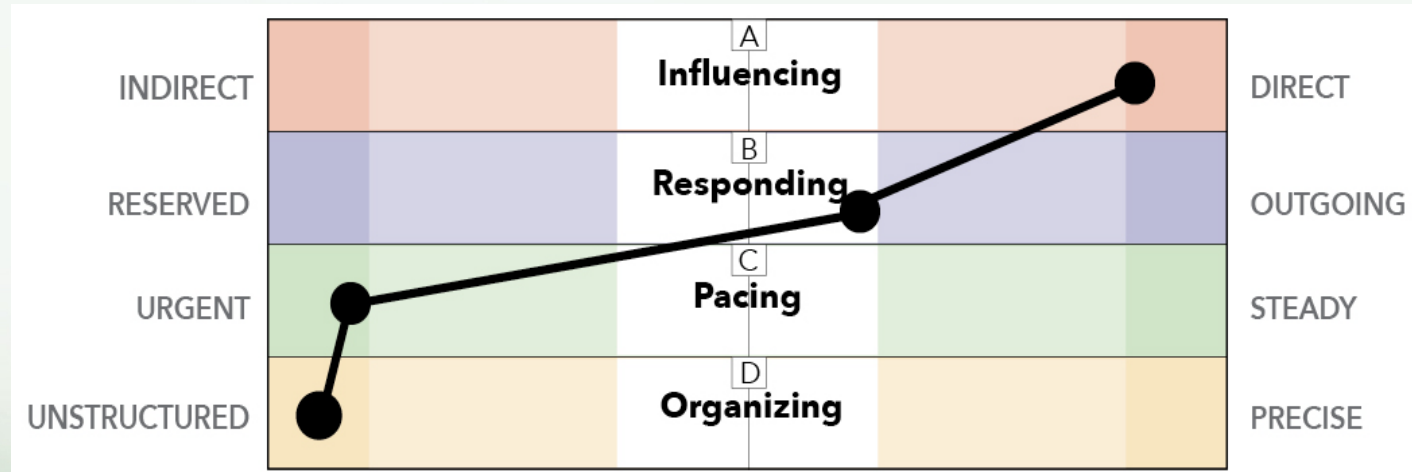 A
Influencing
INDIRECT
DIRECT
B
Responding
RESERVED
OUTGOING
C
Pacing
URGENT
STEADY
D
Organizing
UNSTRUCTURED
PRECISE